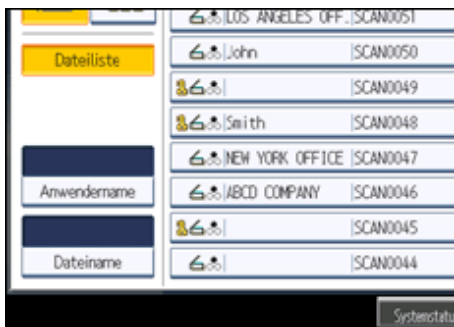 LOS ANGELES OFF. SCAN0051
Dateiliste
John SCAN0050
SCAN0049
Smith SCAN0048
NEW YORK OFFICE SCAN0047
Anwendername
ABCD COMPANY SCAN0046
SCAN0045
Dateiname
SCAN0044
Systemstatu